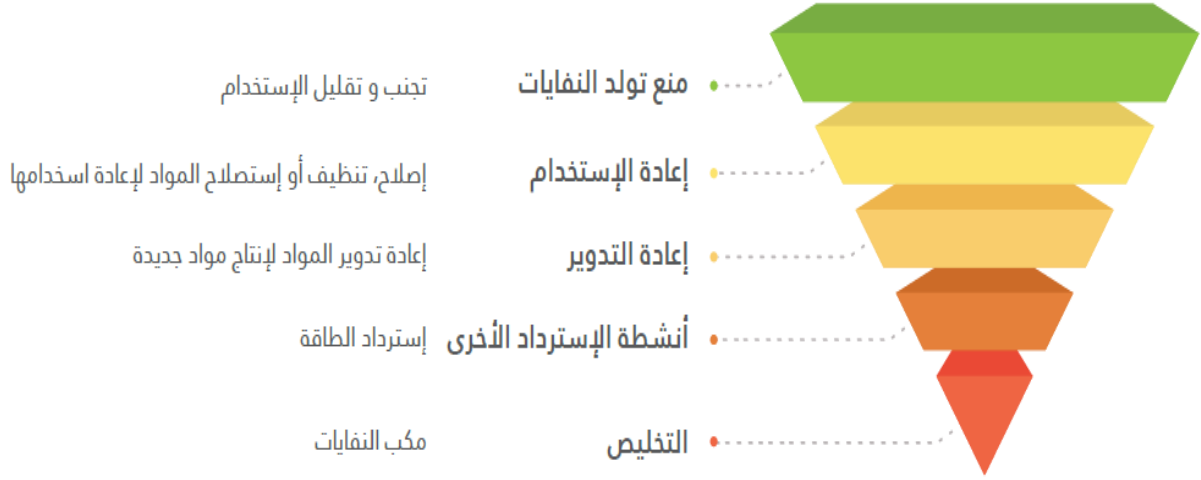 منع تولد النفايات
تجنب و تقليل الإستخدام
إعادة الإستخدام
إصلاح، تنظيف أو إستصلاح المواد لإعادة اسخدامها
إعادة التدوير
إعادة تدوير المواد لإنتاج مواد جديدة
أنشطة الإسترداد الأخرى
إسترداد الطاقة
التخليص
مكب النفايات